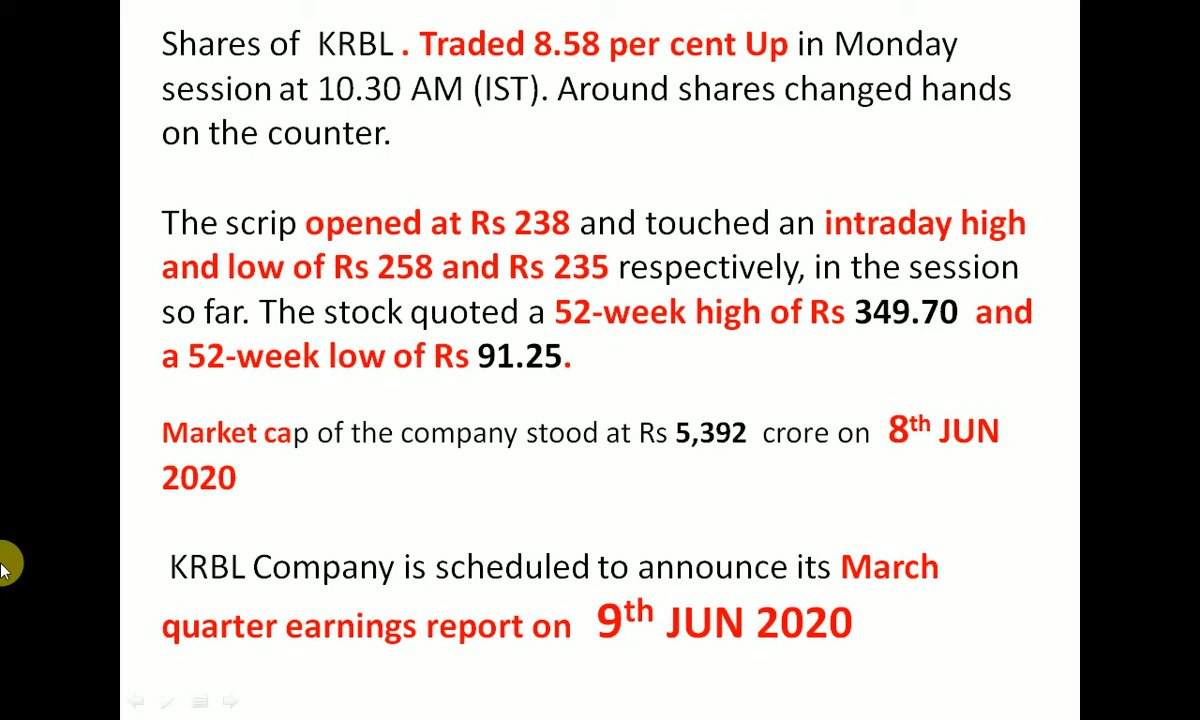 Shares of KRBL . Traded 8.58 per cent Up in Monday
session at 10.30 AM (IST). Around shares changed hands
on the counter.
The scrip opened at Rs 238 and touched an intraday high
and low of Rs 258 and Rs 235 respectively, in the session
so far. The stock quoted a 52-week high of Rs 349.70 and
a 52-week low of Rs 91.25.
Market cap of the company stood at Rs 5,392 crore on 8th JUN
2020
KRBL Company is scheduled to announce its March
quarter earnings report on 9th JUN 2020